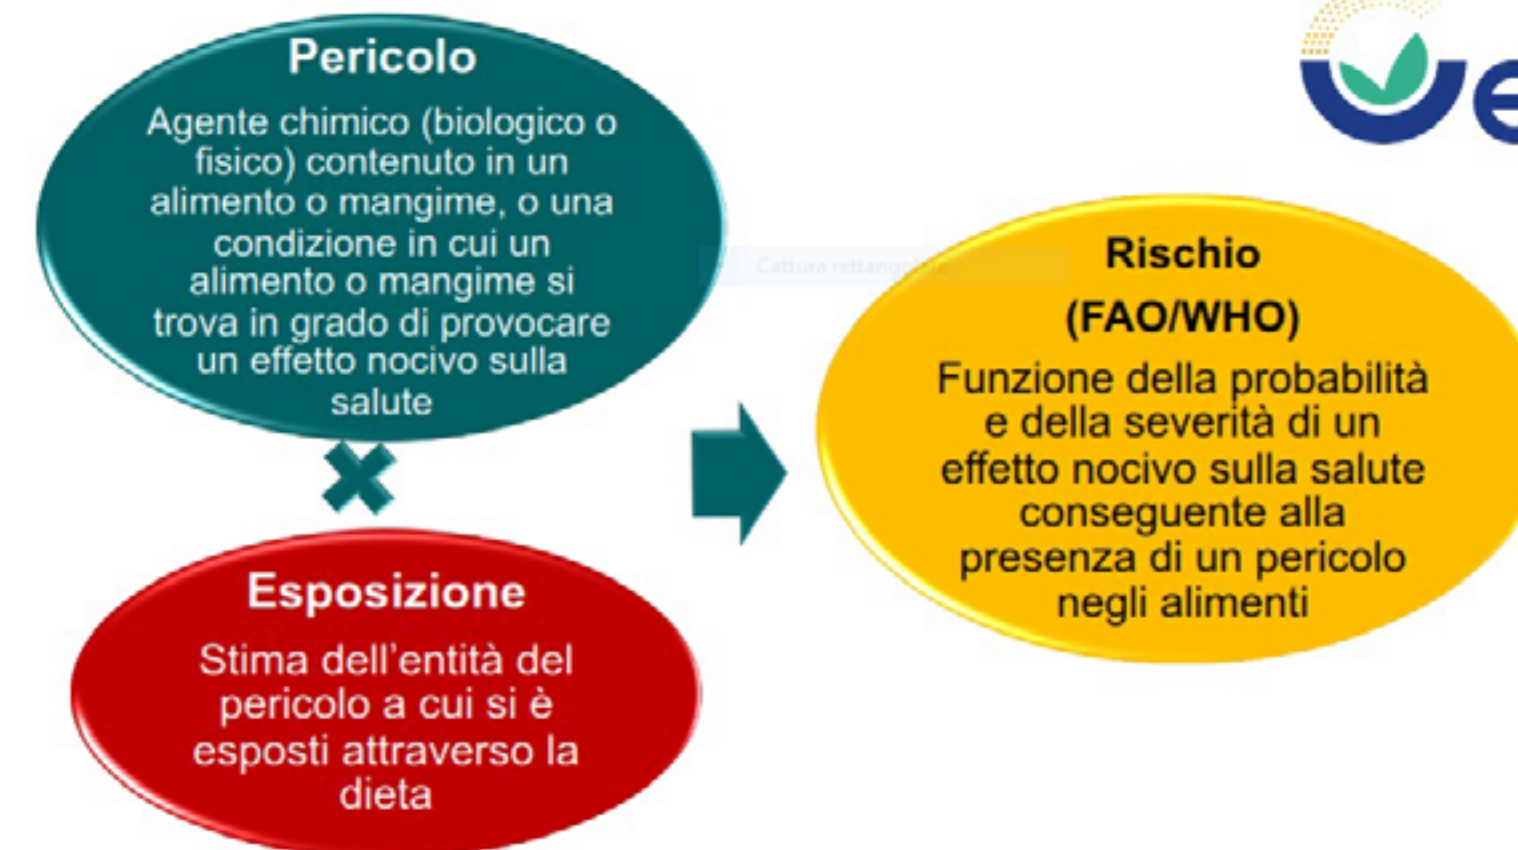 Pericolo
Agente chimico (biologico o
fisico) contenuto in un
alimento o mangime, o una
condizione in cui un
alimento o mangime si
trova in grado di provocare
un effetto nocivo sulla
salute
Esposizione
Stima dell’entità del
pericolo a cui si è
esposti attraverso la
dieta
Cattura rettangolare
Rischio
(FAO/WHO)
Funzione della probabilità
e della severità di un
effetto nocivo sulla salute
conseguente alla
presenza di un pericolo
negli alimenti